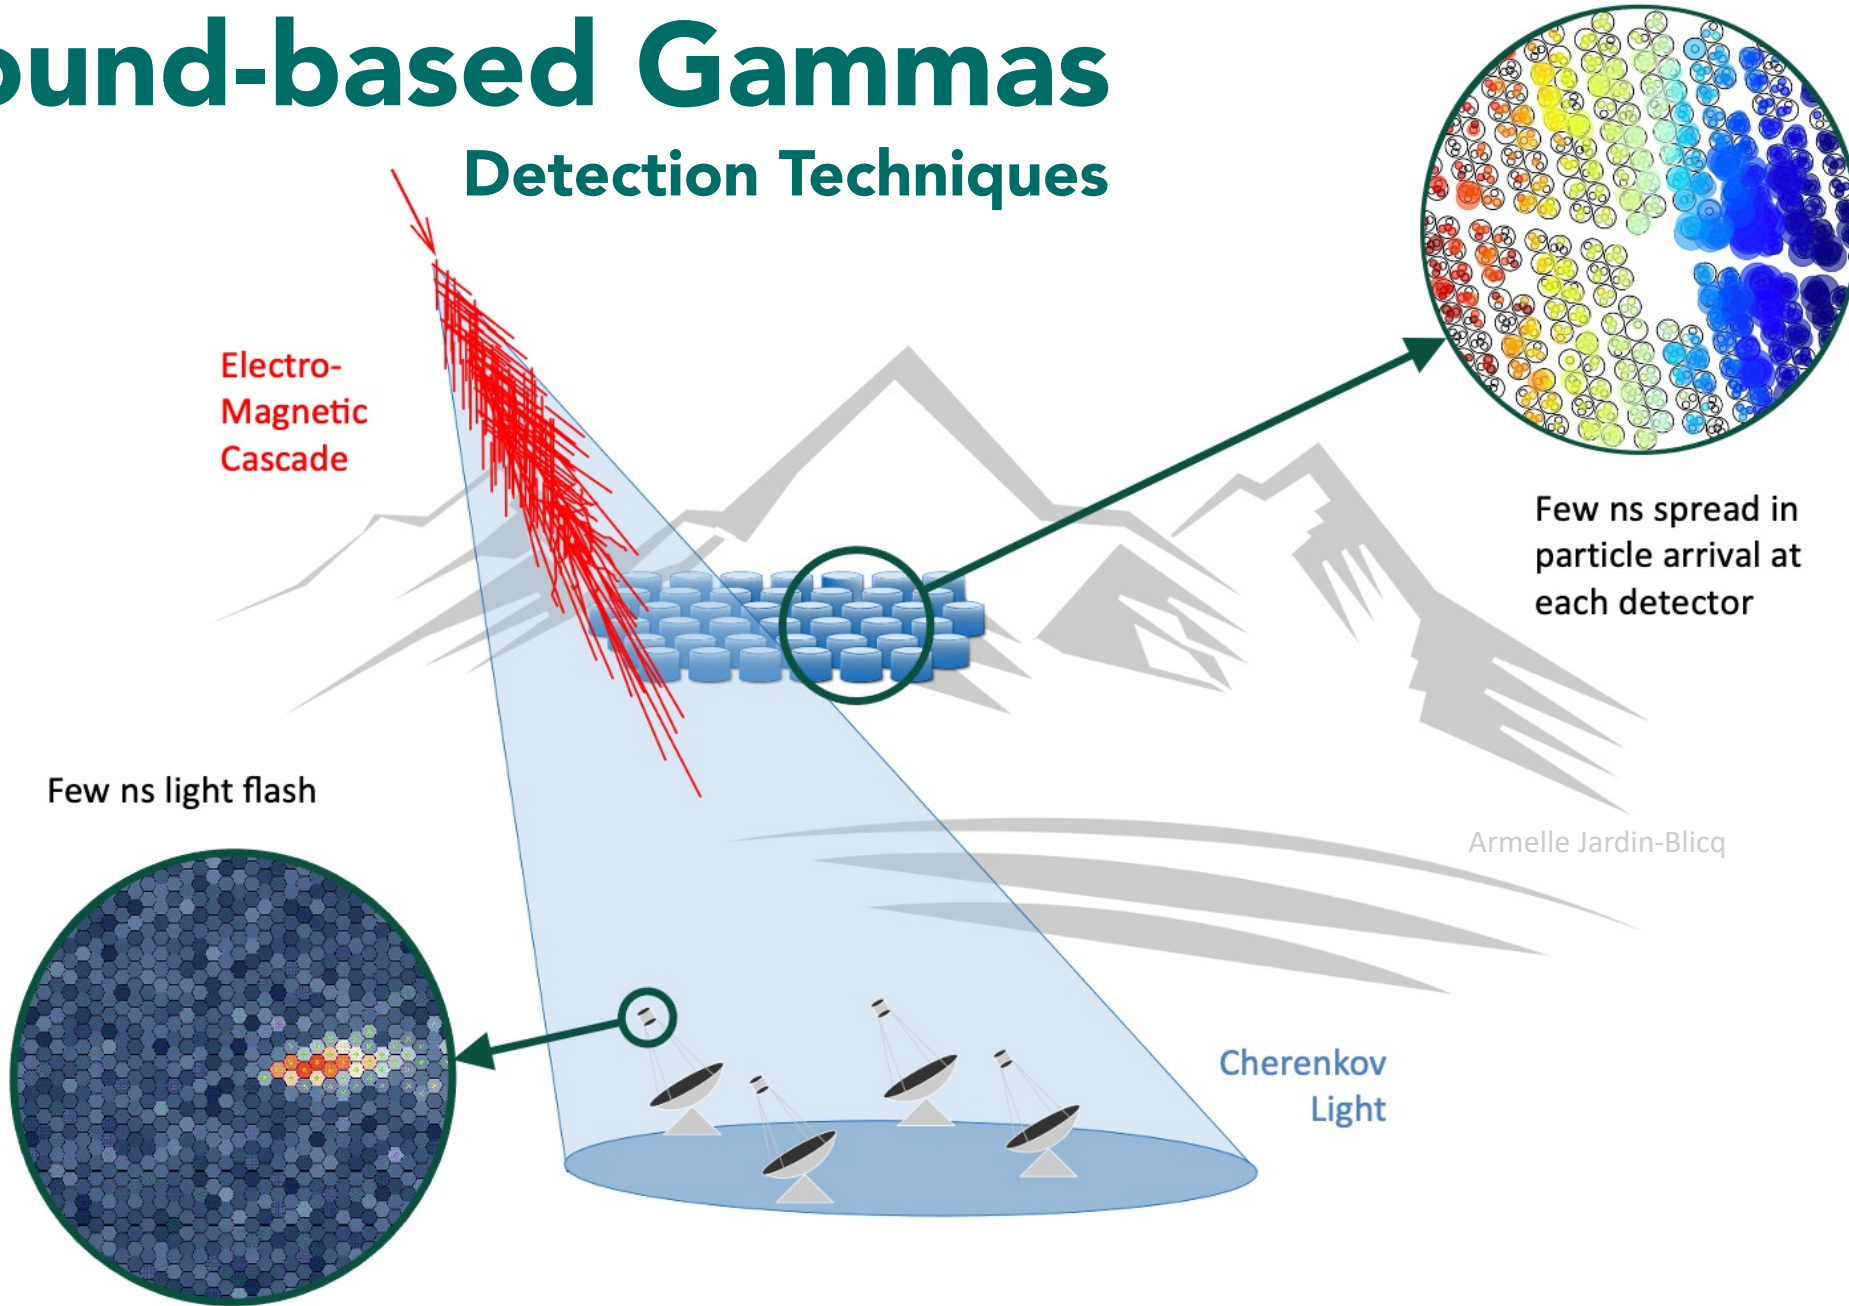 ound-based Gammas
Detection Techniques
Electro-
Magnetic
Cascade
Few ns spread in
particle arrival at
each detector
Few ns light flash
Armelle Jardin-Blicq
Cherenkov
Light